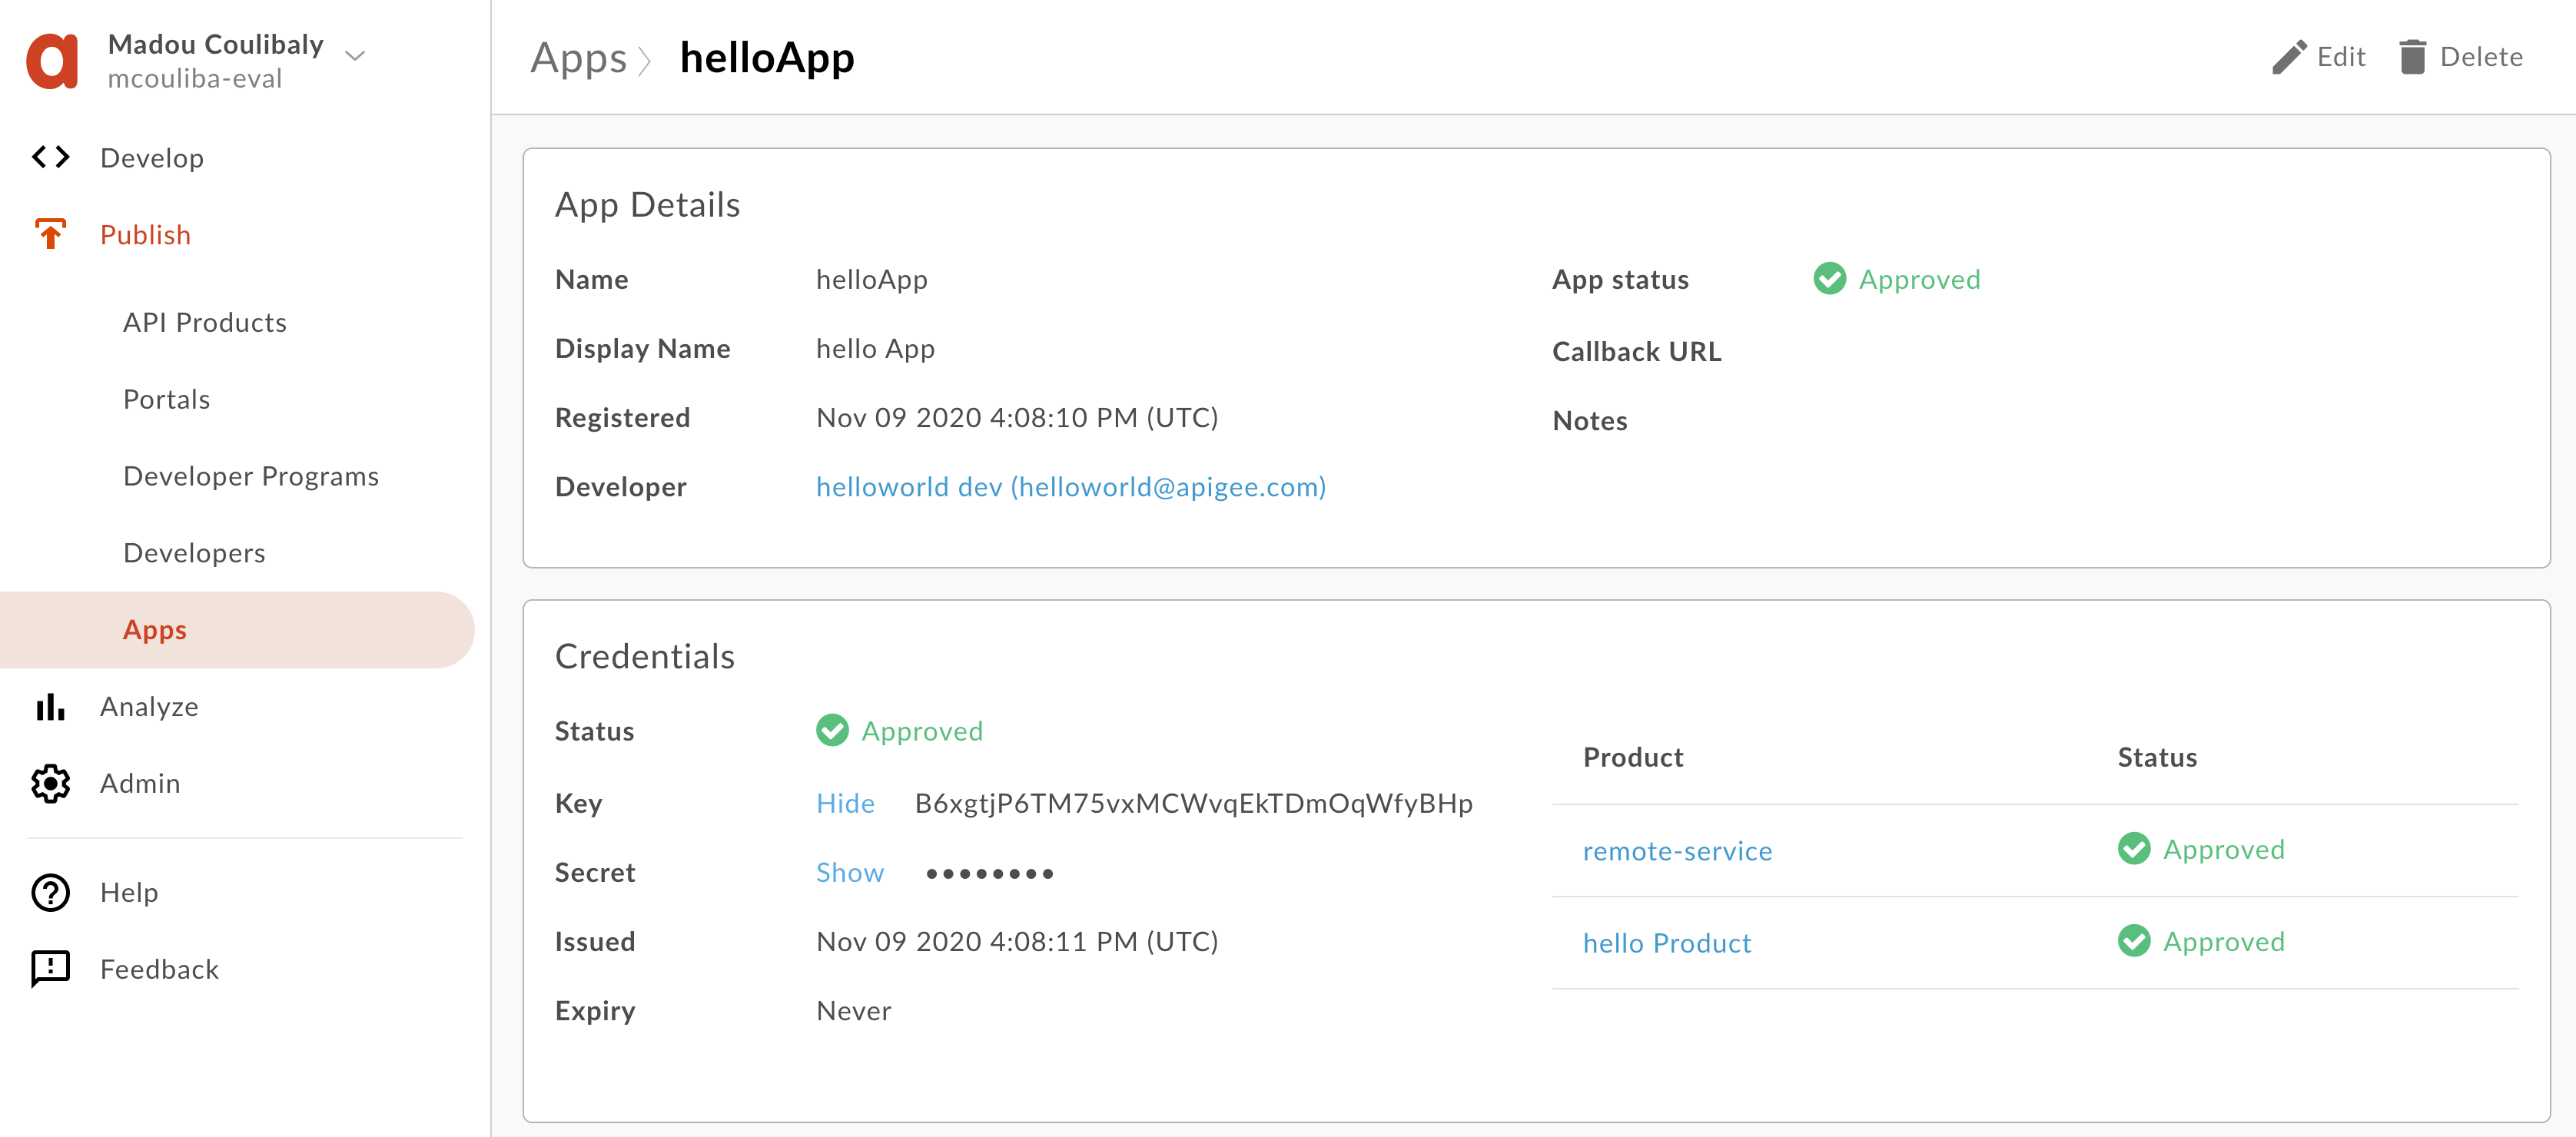 Madou Coulibaly
mcouliba-eval
Develop
Publish
API Products
Portals
Developer Programs
Developers
Apps
Analyze
Admin
Help
Feedback
Apps helloApp
Edit Delete
App Details
Name helloApp
Display Name hello App
Registered Nov 09 2020 4:08:10 PM (UTC)
Developer helloworld dev (helloworld@apigee.com)
App status Approved
Callback URL
Notes
Credentials
Status Approved
Key Hide B6xgtjP6TM75vxMCWvqEkTDmOqWfyBHp
Secret Show ••••••••
Issued Nov 09 2020 4:08:11 PM (UTC)
Expiry Never
Product Status
remote-service Approved
hello Product Approved